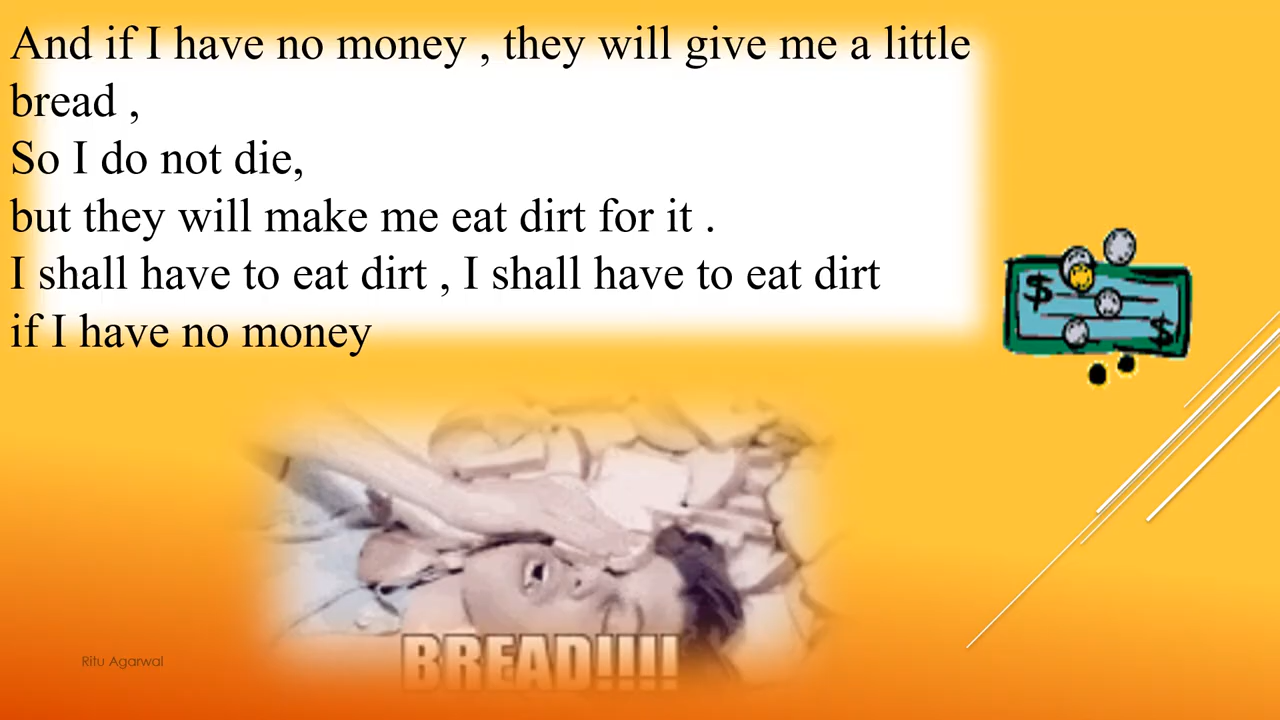 And if I have no money , they will give me a little
bread ,
So I do not die,
but they will make me eat dirt for it .
I shall have to eat dirt , I shall have to eat dirt
if I have no money
$
$
BREAD!!!!
Ritu Agarwal